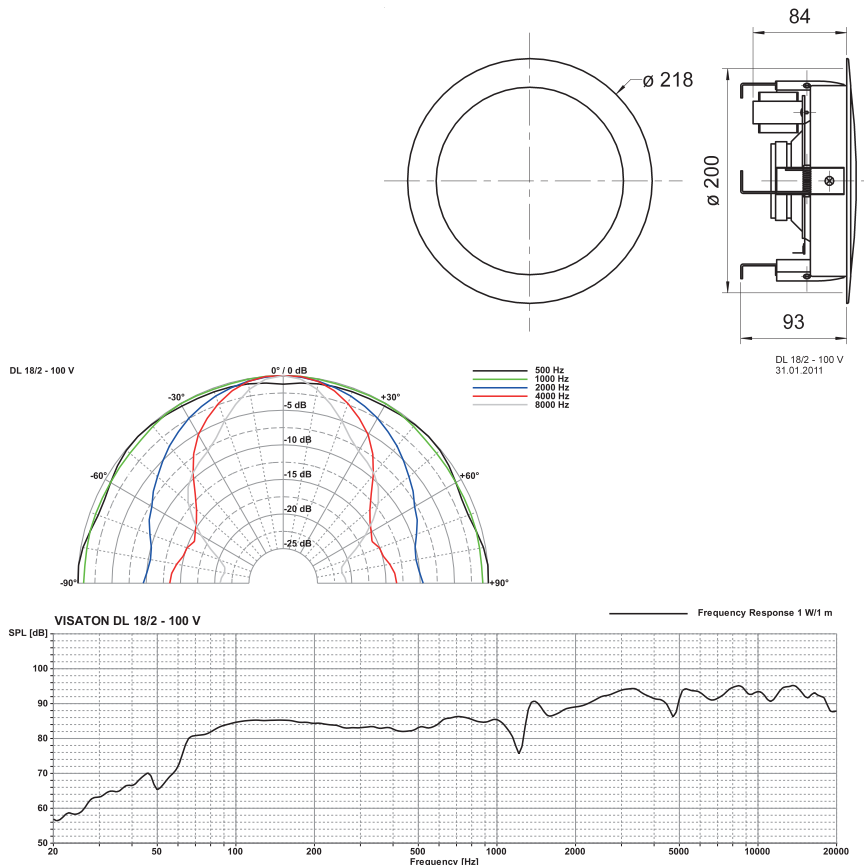 84
ø 218
ø 200
93
DL 18/2 - 100 V
31.01.2011
DL 18/2 - 100 V
0° / 0 dB
500 Hz
1000 Hz
2000 Hz
4000 Hz
8000 Hz
-30°
+30°
-5 dB
-10 dB
-60°
+60°
-15 dB
-20 dB
-25 dB
-90°
+90°
VISATON DL 18/2 - 100 V
Frequency Response 1 W/1 m
SPL [dB]
100
90
80
70
60
50
20 50 100 200 500 1000 2000 5000 10000 20000
Frequency [Hz]